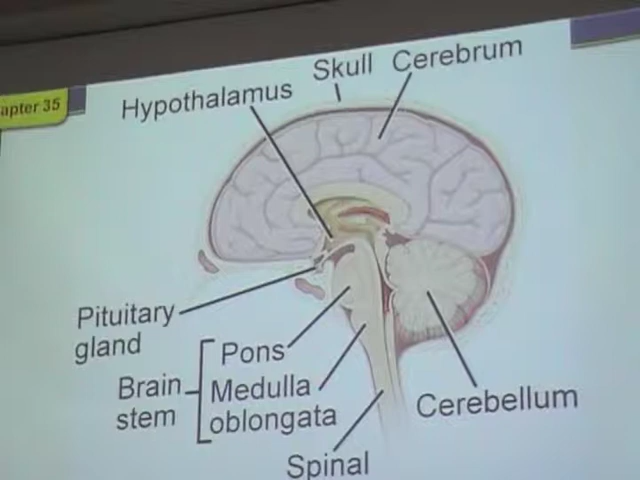 apter 35
Skull
Cerebrum
Hypothalamus
Pituitary
gland
Brain
stem
Pons
Medulla
oblongata
Cerebellum
Spinal